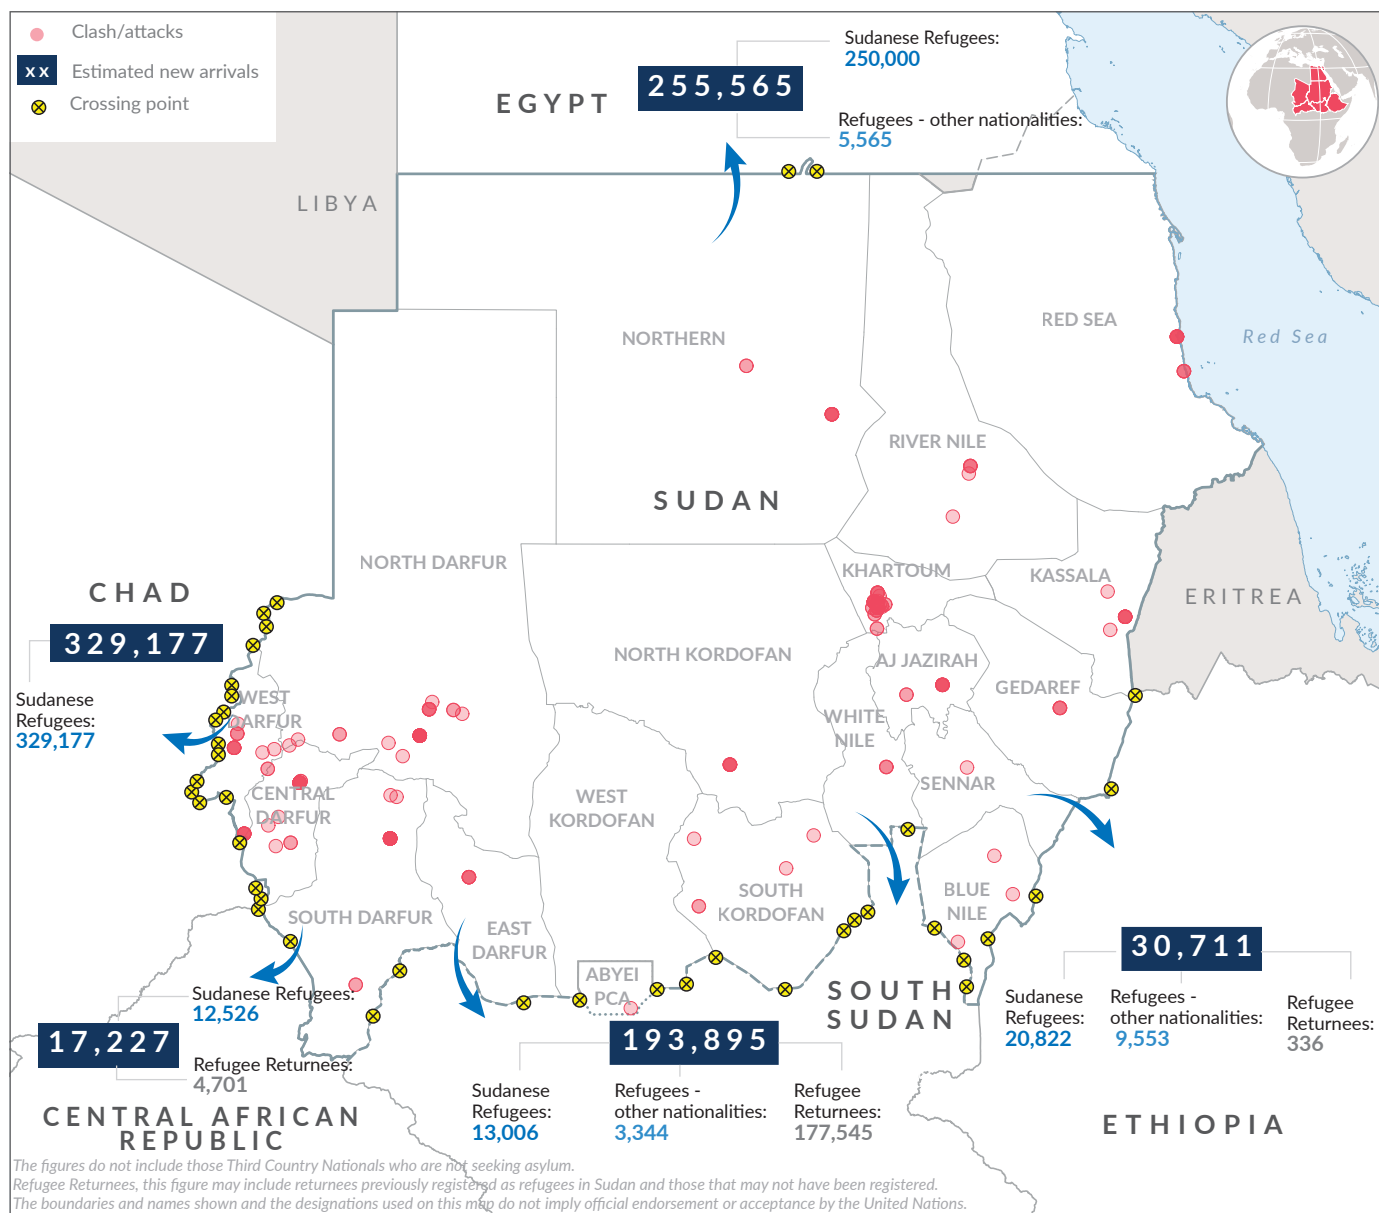 Clash/attacks
xx Estimated new arrivals
Crossing point
EGYPT
255,565
Sudanese Refugees:
250,000
Refugees - other nationalities:
5,565
LIBYA
NORTHERN
RED SEA
Red Sea
RIVER NILE
SUDAN
NORTH DARFUR
KHARTOUM
KASSALA
ERITREA
CHAD
329,177
Sudanese
Refugees:
329,177
NORTH KORDOFAN
AJ JAZIRAH
GEDAREF
WEST
DARFUR
WHITE
NILE
SENNAR
CENTRAL
DARFUR
WEST
KORDOFAN
SOUTH
KORDOFAN
BLUE
NILE
SOUTH DARFUR
EAST
DARFUR
ABYEI
PCA
SOUTH
SUDAN
30,711
Sudanese
Refugees:
20,822
Refugees -
other nationalities:
9,553
Refugee
Returnees:
336
17,227
Sudanese Refugees:
12,526
Refugee Returnees:
4,701
193,895
Sudanese
Refugees:
13,006
Refugees -
other nationalities:
3,344
Refugee
Returnees:
177,545
CENTRAL AFRICAN
REPUBLIC
ETHIOPIA
The figures do not include those Third Country Nationals who are not seeking asylum.
Refugee Returnees, this figure may include returnees previously registered as refugees in Sudan and those that may not have been registered.
The boundaries and names shown and the designations used on this map do not imply official endorsement or acceptance by the United Nations.